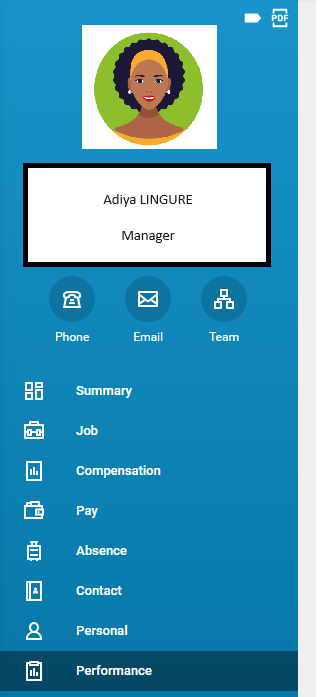 PDF
Adiya LINGURE
Manager
Phone Email Team
Summary
Job
Compensation
Pay
Absence
Contact
Personal
Performance